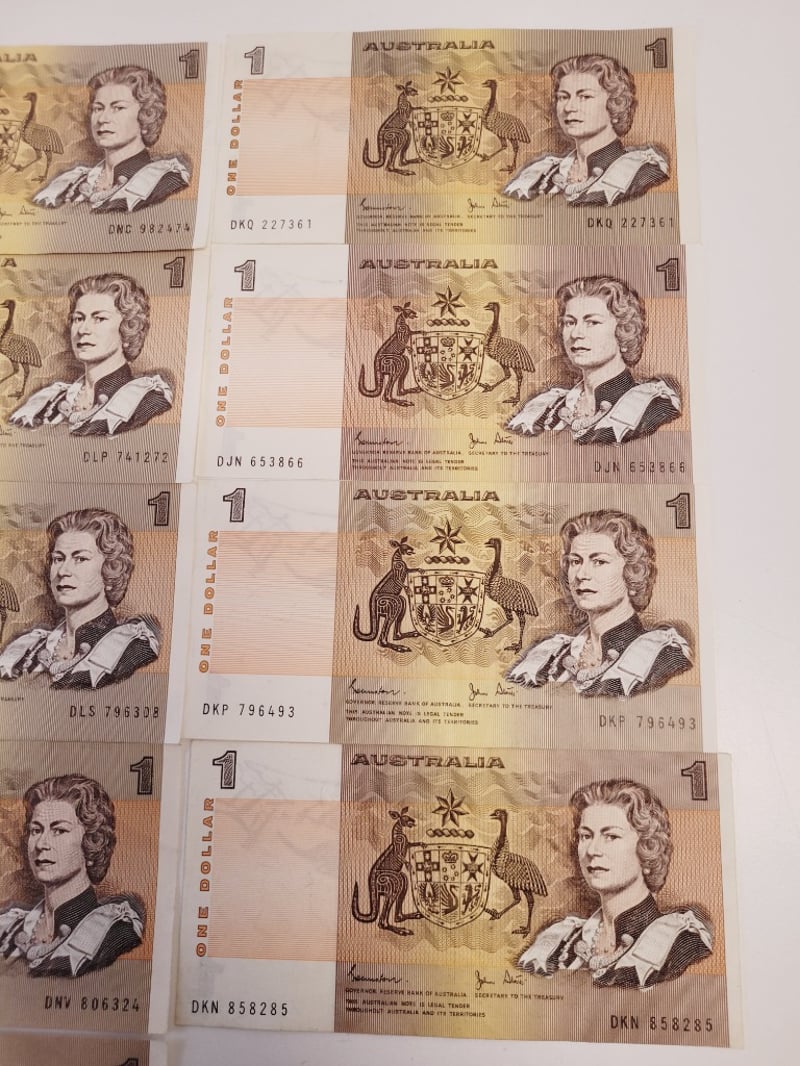 ALIA 1
DNC 982474
1 AUSTRALIA 1
ONE DOLLAR
GOVERNOR RESERVE BANK OF AUSTRALIA. SECRETARY TO THE TREASURY
THIS AUSTRALIAN NOTE IS LEGAL TENDER
THROUGHOUT AUSTRALIA AND ITS TERRITORIES
DKQ 227361 DKQ 227361
A 1
TO THE TREASURY
DLP 741272
1 AUSTRALIA 1
ONE DOLLAR
GOVERNOR RESERVE BANK OF AUSTRALIA. SECRETARY TO THE TREASURY
THIS AUSTRALIAN NOTE IS LEGAL TENDER
THROUGHOUT AUSTRALIA AND ITS TERRITORIES
DJN 653866 DJN 653866
1
DLS 796308
1 AUSTRALIA 1
ONE DOLLAR
GOVERNOR RESERVE BANK OF AUSTRALIA. SECRETARY TO THE TREASURY
THIS AUSTRALIAN NOTE IS LEGAL TENDER
THROUGHOUT AUSTRALIA AND ITS TERRITORIES
DKP 796493 DKP 796493
1
DNV 806324
1 AUSTRALIA 1
ONE DOLLAR
GOVERNOR RESERVE BANK OF AUSTRALIA. SECRETARY TO THE TREASURY
THIS AUSTRALIAN NOTE IS LEGAL TENDER
THROUGHOUT AUSTRALIA AND ITS TERRITORIES
DKN 858285 DKN 858285